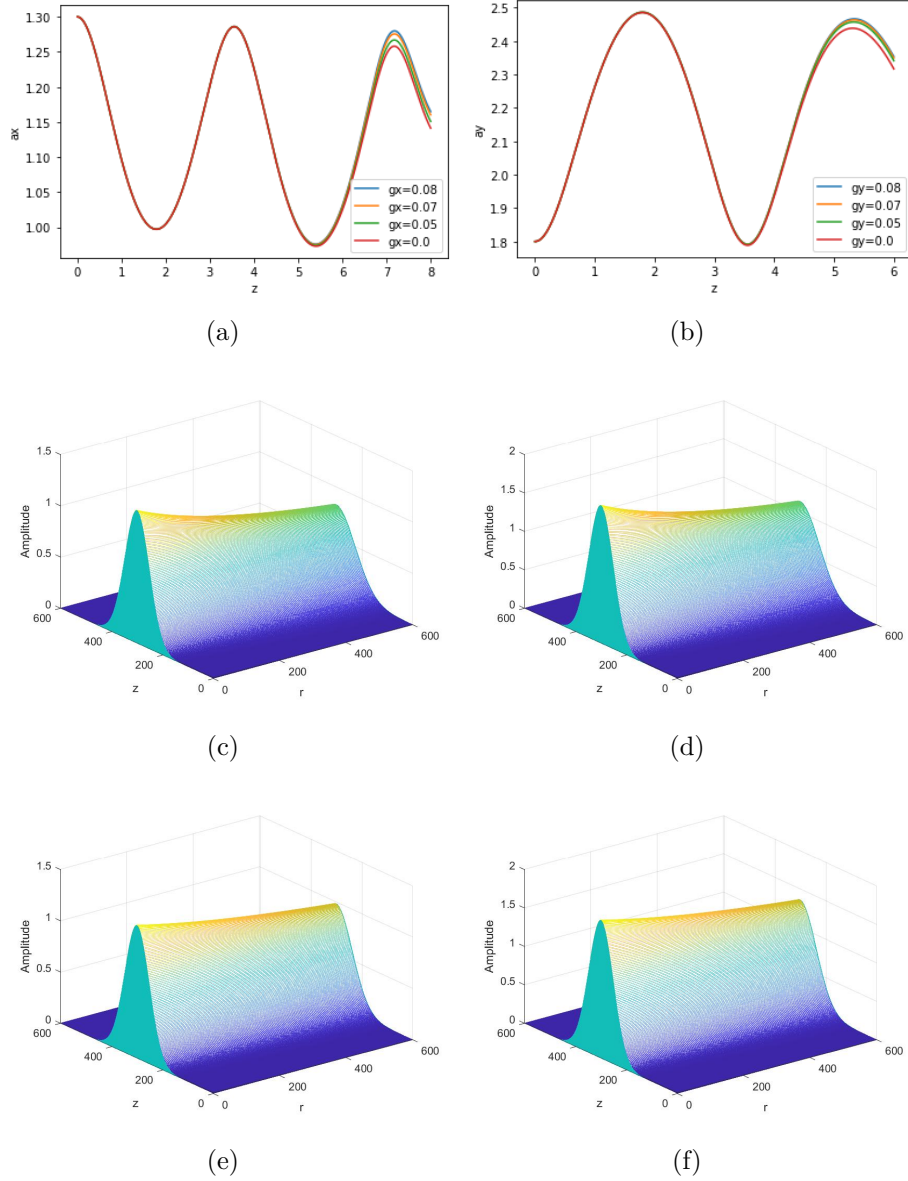 ax
1.30
1.25
1.20
1.15
1.10
1.05
1.00
0 1 2 3 4 5 6 7 8
z
gx=0.08
gx=0.07
gx=0.05
gx=0.0
(a)
ay
2.5
2.4
2.3
2.2
2.1
2.0
1.9
1.8
0 1 2 3 4 5 6
z
gy=0.08
gy=0.07
gy=0.05
gy=0.0
(b)
Amplitude
1.5
1
0.5
0
600
400
200
0
z
0
200
400
600
r
(c)
Amplitude
2
1.5
1
0.5
0
600
400
200
0
z
0
200
400
600
r
(d)
Amplitude
1.5
1
0.5
0
600
400
200
0
z
0
200
400
600
r
(e)
Amplitude
2
1.5
1
0.5
0
600
400
200
0
z
0
200
400
600
r
(f)